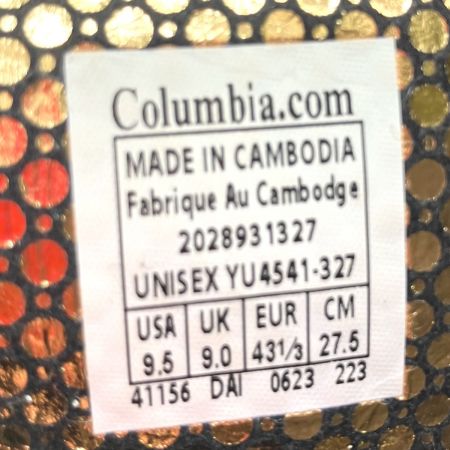 Columbia.com
MADE IN CAMBODIA
Fabrique Au Cambodge
2028931327
UNISEX YU4541-327
USA UK EUR CM
9.5 9.0 43⅓ 27.5
41156 DAI 0623 223